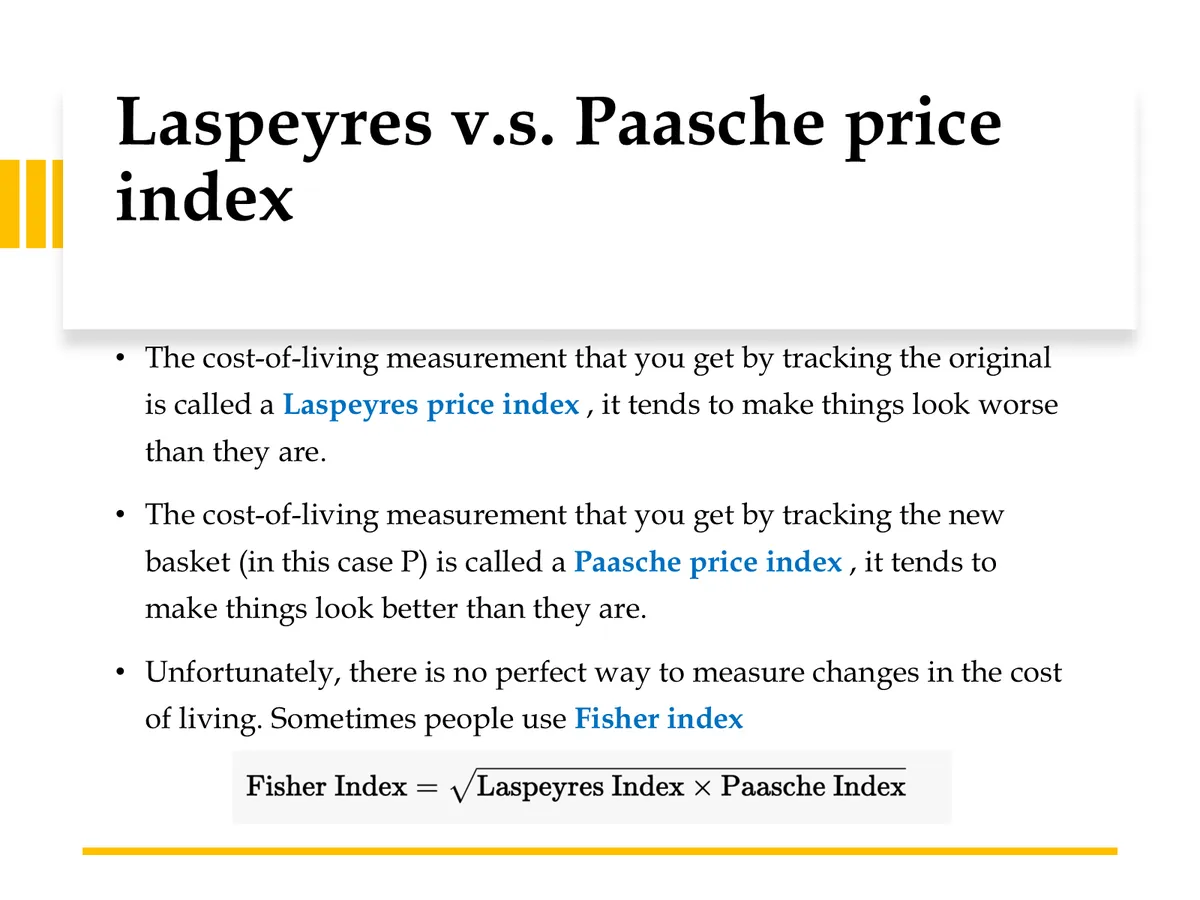 Laspeyres v.s. Paasche price
index
• The cost-of-living measurement that you get by tracking the original
is called a Laspeyres price index , it tends to make things look worse
than they are.
• The cost-of-living measurement that you get by tracking the new
basket (in this case P) is called a Paasche price index , it tends to
make things look better than they are.
• Unfortunately, there is no perfect way to measure changes in the cost
of living. Sometimes people use Fisher index
Fisher Index = √Laspeyres Index × Paasche Index